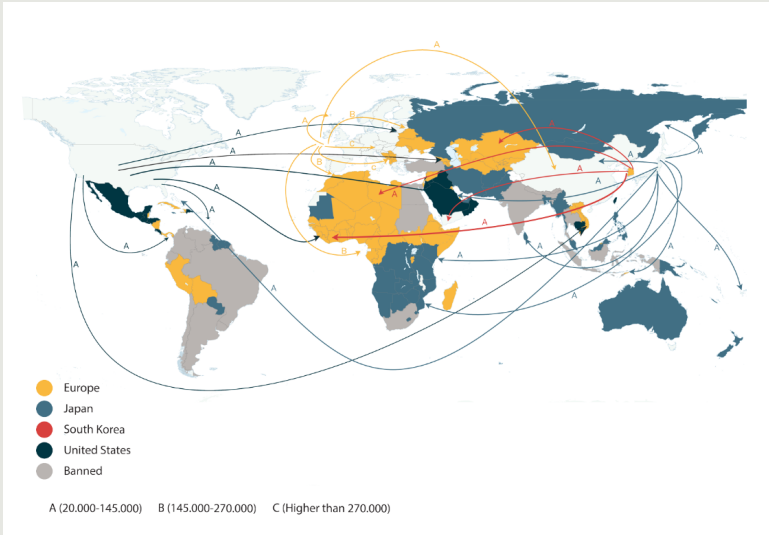 A
A
B
A
A
A
A
C
A
A
B
C
A
A
A
A
A
A
B
A
A
A
A
Europe
Japan
South Korea
United States
Banned
A (20.000-145.000) B (145.000-270.000) C (Higher than 270.000)